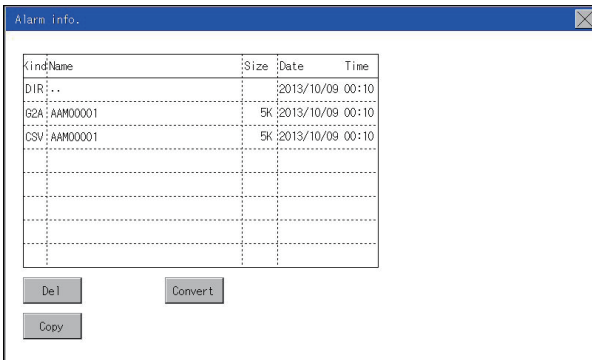 Alarm info.
Kind Name Size Date Time
DIR .. 2013/10/09 00:10
G2A AAM00001 5K 2013/10/09 00:10
CSV AAM00001 5K 2013/10/09 00:10
Del Convert
Copy